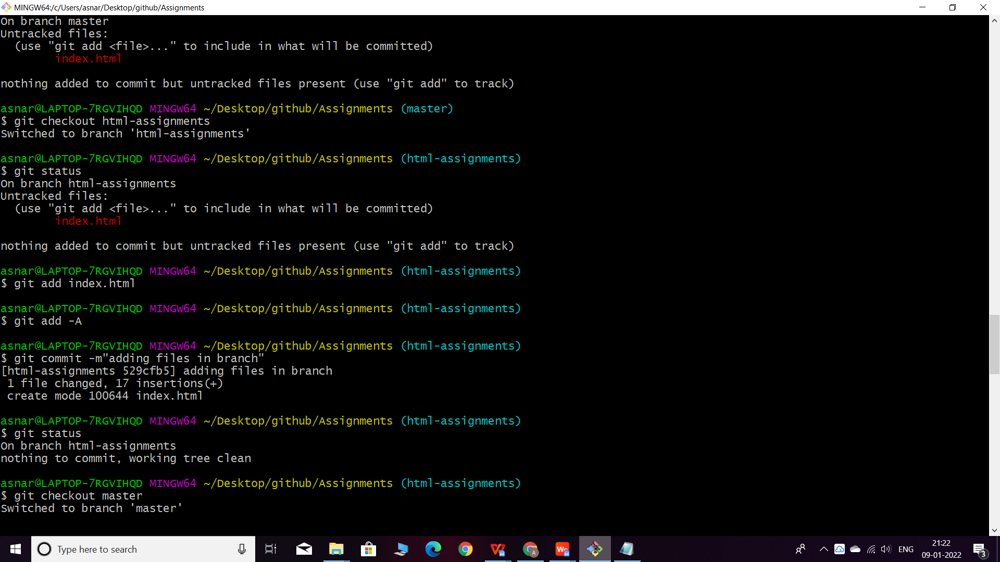 MINGW64:/c/Users/asnar/Desktop/github/Assignments
On branch master
Untracked files:
  (use "git add <file>..." to include in what will be committed)
        index.html
nothing added to commit but untracked files present (use "git add" to track)
asnar@LAPTOP-7RGVIHQD MINGW64 ~/Desktop/github/Assignments (master)
$ git checkout html-assignments
Switched to branch 'html-assignments'
asnar@LAPTOP-7RGVIHQD MINGW64 ~/Desktop/github/Assignments (html-assignments)
$ git status
On branch html-assignments
Untracked files:
  (use "git add <file>..." to include in what will be committed)
        index.html
nothing added to commit but untracked files present (use "git add" to track)
asnar@LAPTOP-7RGVIHQD MINGW64 ~/Desktop/github/Assignments (html-assignments)
$ git add index.html
asnar@LAPTOP-7RGVIHQD MINGW64 ~/Desktop/github/Assignments (html-assignments)
$ git add -A
asnar@LAPTOP-7RGVIHQD MINGW64 ~/Desktop/github/Assignments (html-assignments)
$ git commit -m"adding files in branch"
[html-assignments 529cfb5] adding files in branch
 1 file changed, 17 insertions(+)
 create mode 100644 index.html
asnar@LAPTOP-7RGVIHQD MINGW64 ~/Desktop/github/Assignments (html-assignments)
$ git status
On branch html-assignments
nothing to commit, working tree clean
asnar@LAPTOP-7RGVIHQD MINGW64 ~/Desktop/github/Assignments (html-assignments)
$ git checkout master
Switched to branch 'master'
Type here to search
ENG
21:22
09-01-2022
3